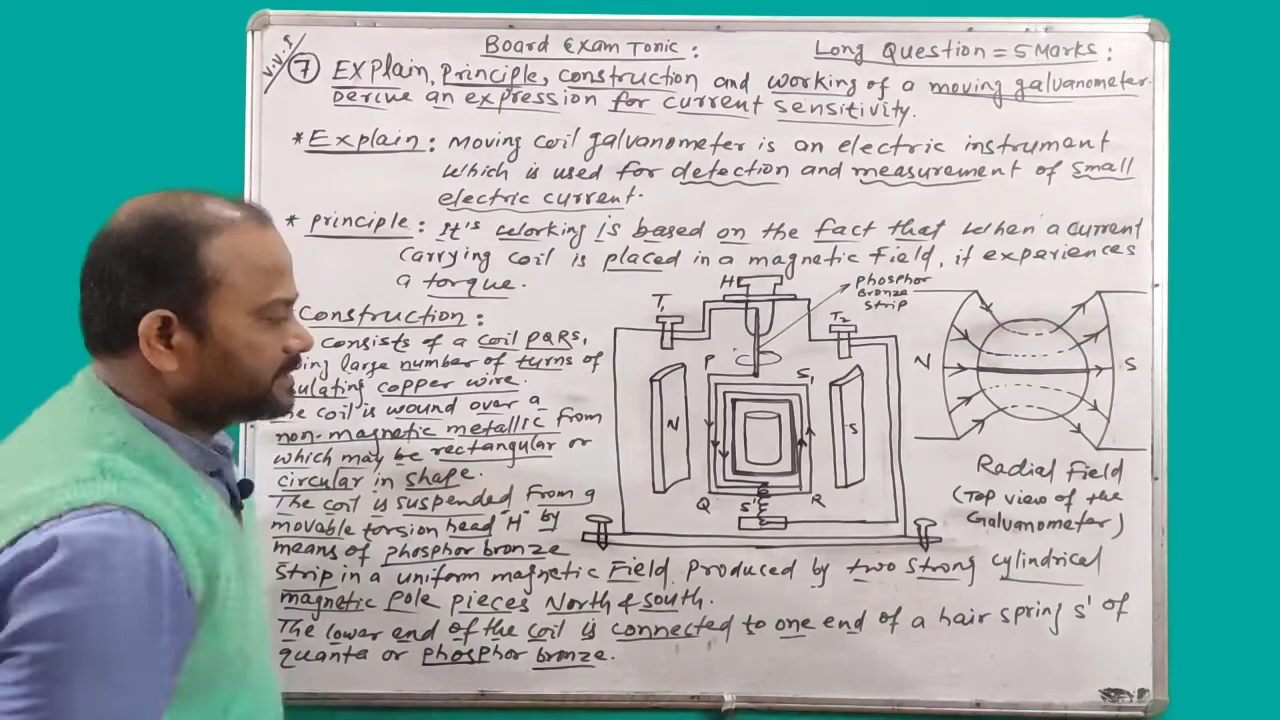 Board Exam Tonic :
Long Question = 5 Marks :
V.V.I
7 Explain, Principle, construction and working of a moving galvanometer.
Derive an expression for current sensitivity.
* Explain : Moving coil galvanometer is an electric instrument
which is used for detection and measurement of small
electric current.
* principle : It's working is based on the fact that when a current
carrying coil is placed in a magnetic field, it experiences
a torque.
Construction :
consists of a coil PQRS,
large number of turns of
copper wire.
coil is wound over a
non-magnetic metallic from
which may be rectangular or
circular in shape.
The coil is suspended from a
movable torsion head "H" by
means of phosphor bronze
strip in a uniform magnetic field produced by two strong cylindrical
magnetic pole pieces North & South.
The lower end of the coil is connected to one end of a hair spring s' of
quanta or phosphor bronze.
H
Phosphor
Bronze
Strip
T1
T2
P
S1
N
S
Q
S'
R
N
S
Radial Field
(Top view of the
Galvanometer)